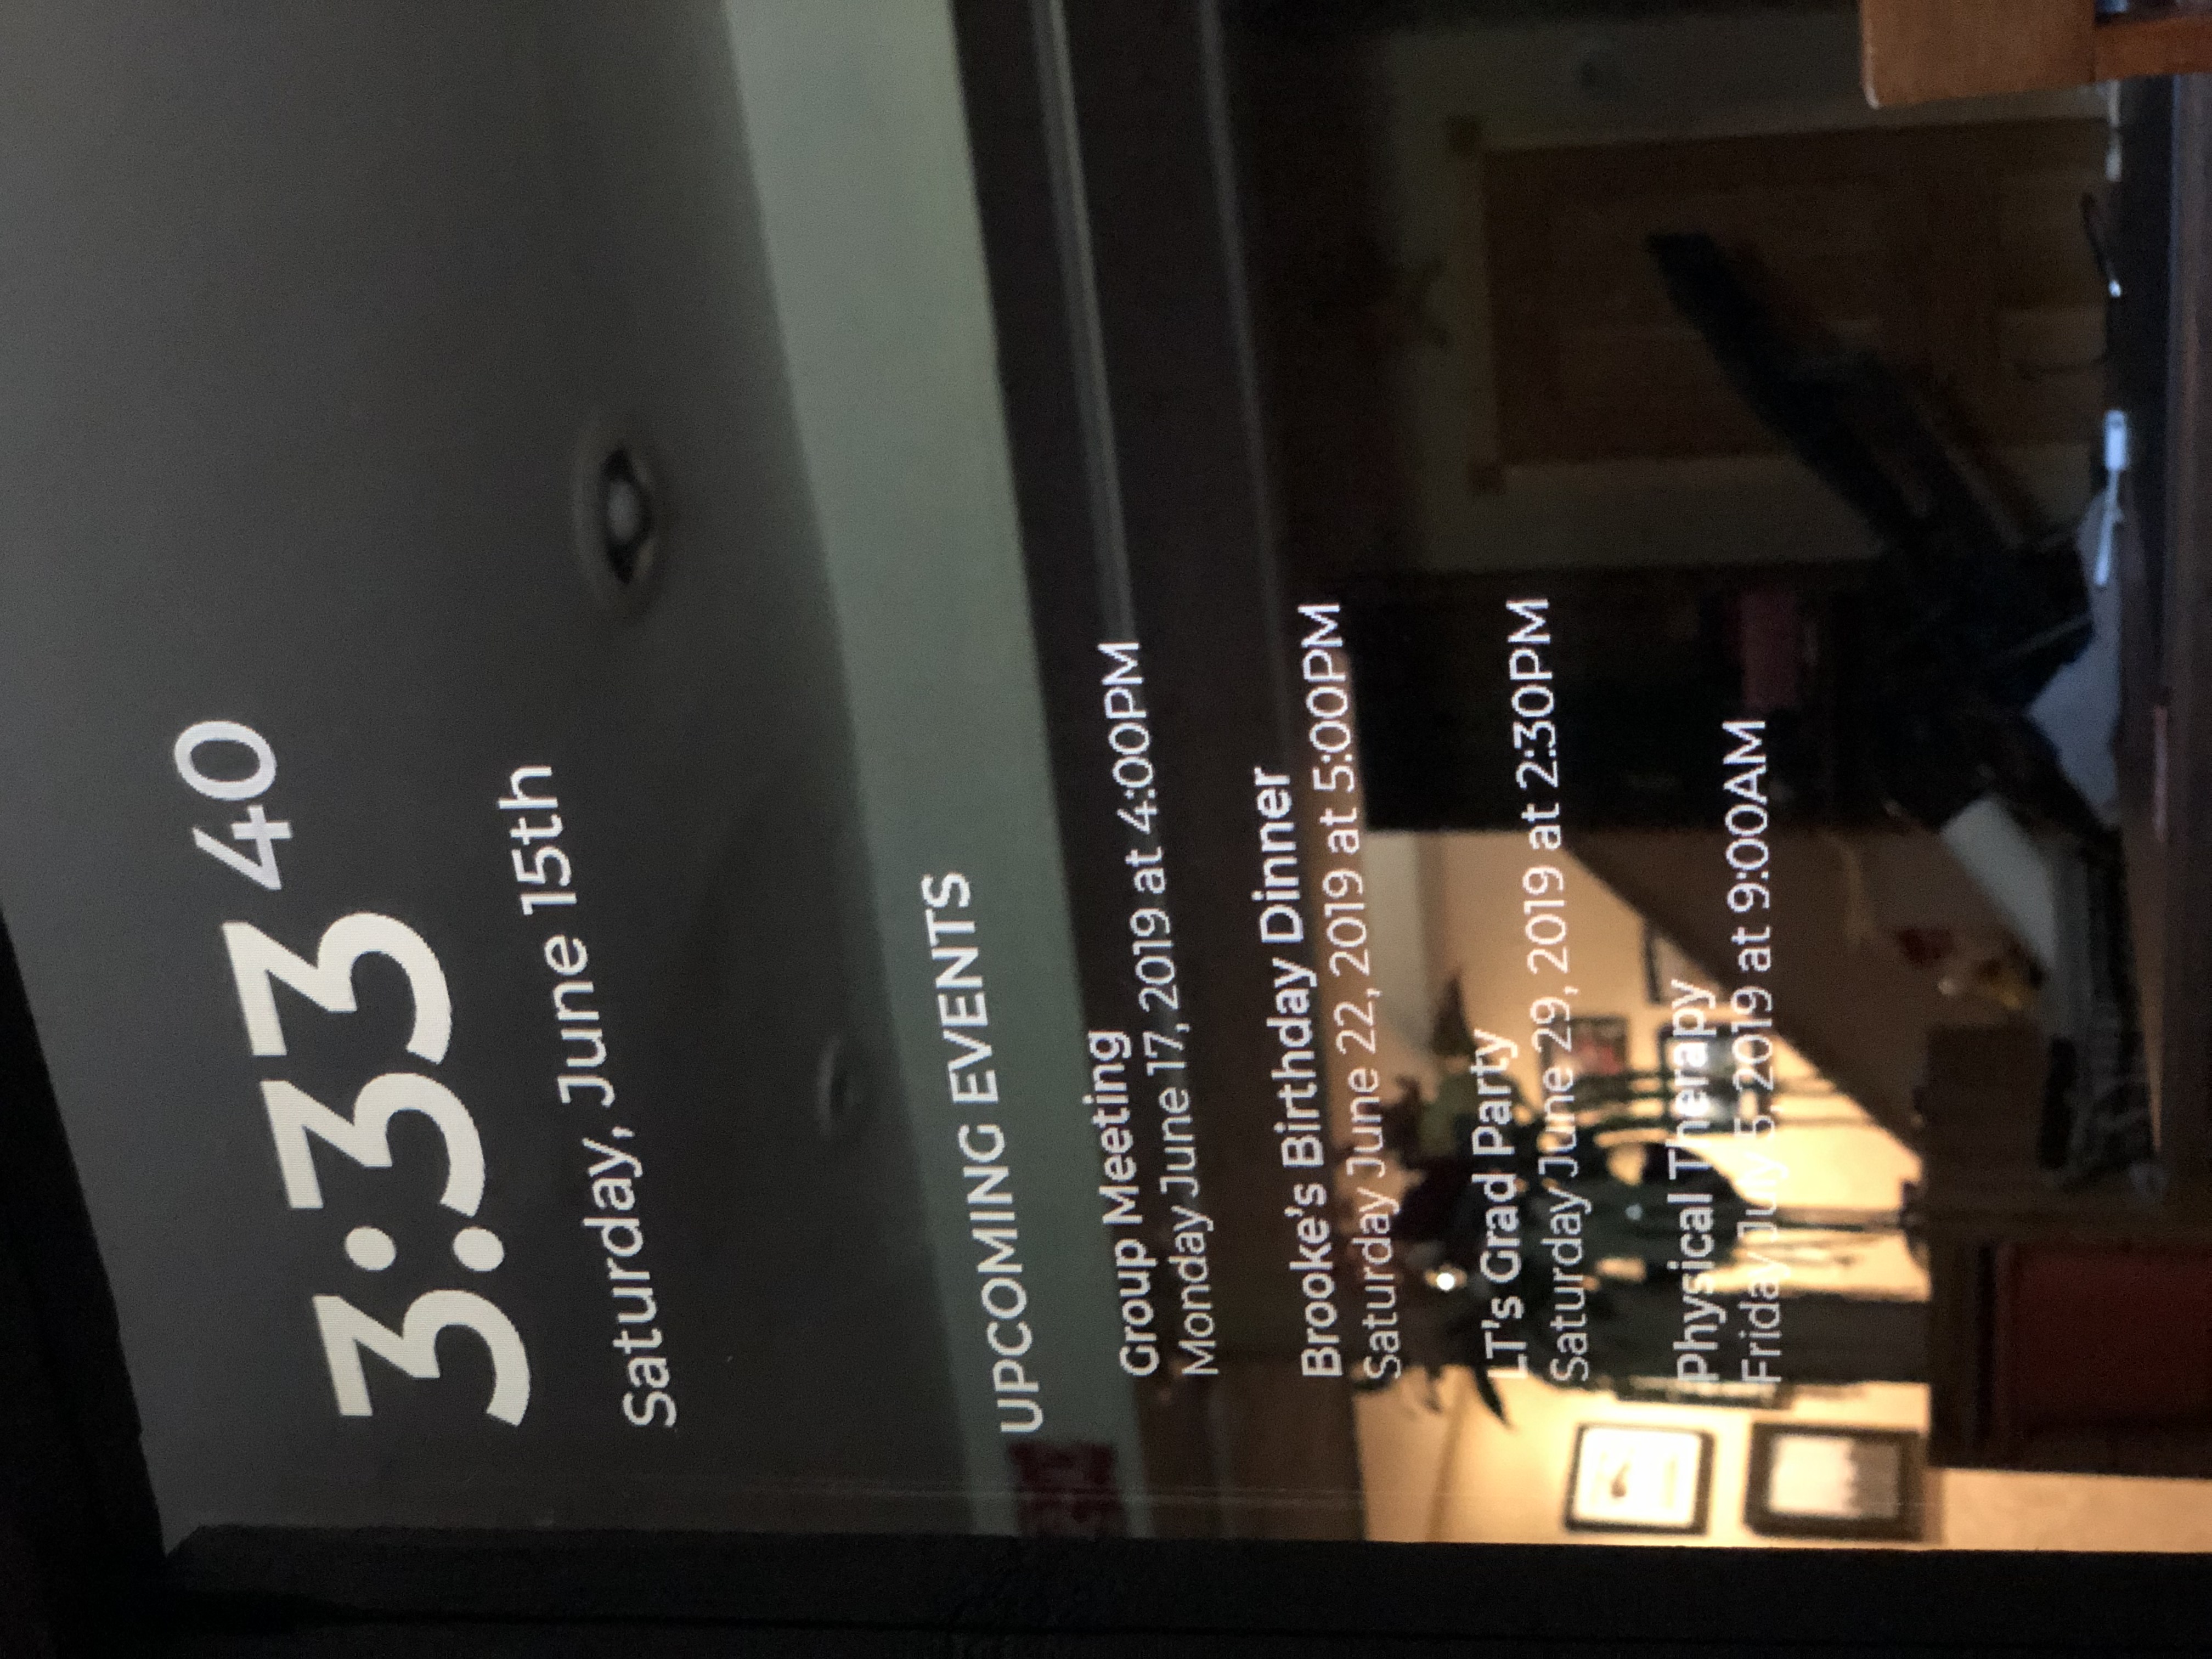 3:33 40
Saturday, June 15th
UPCOMING EVENTS
Group Meeting
Monday June 17, 2019 at 4:00PM
Brooke's Birthday Dinner
Saturday June 22, 2019 at 5:00PM
LT's Grad Party
Saturday June 29, 2019 at 2:30PM
Physical Therapy
Friday July 5, 2019 at 9:00AM